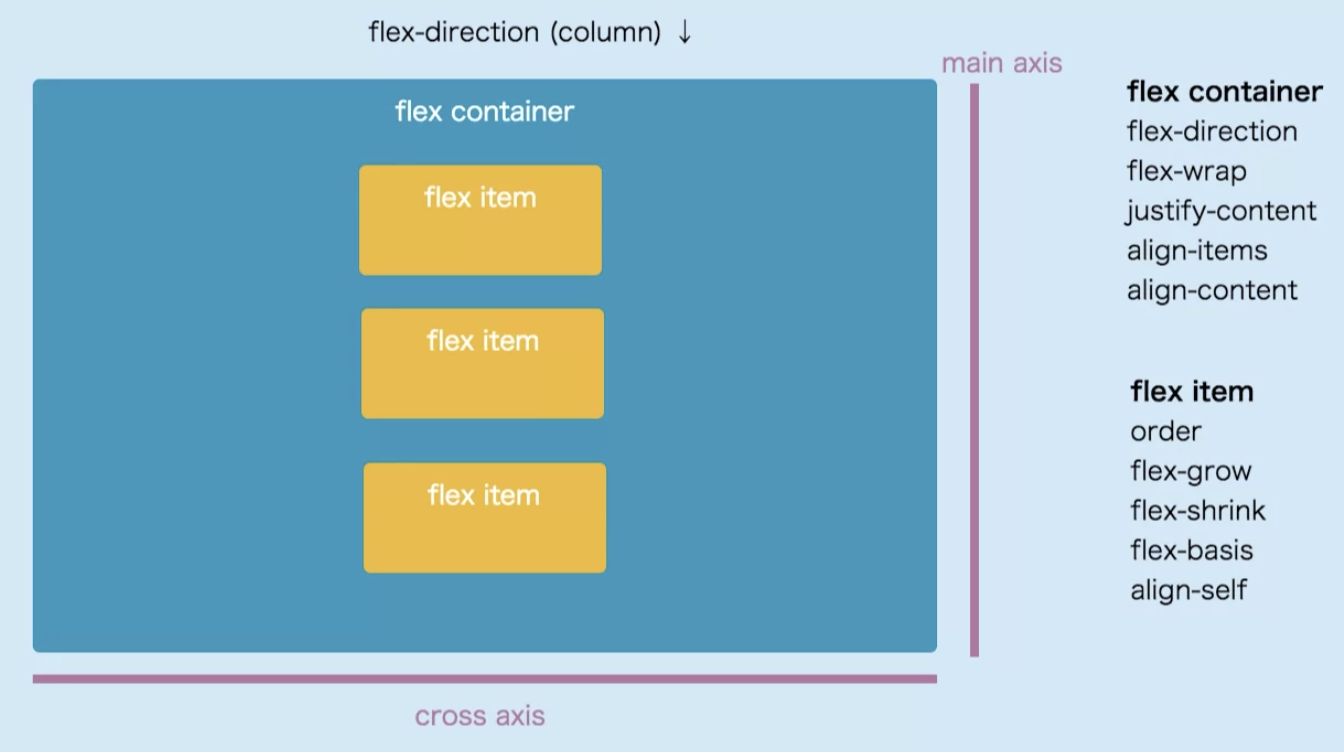 flex-direction (column) ↓
main axis
flex container
flex item
flex item
flex item
cross axis
flex container
flex-direction
flex-wrap
justify-content
align-items
align-content
flex item
order
flex-grow
flex-shrink
flex-basis
align-self